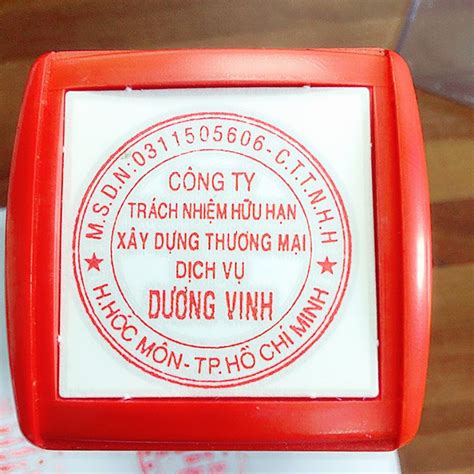 M.S.D.N:0311505606-C.T.T.N.H.H
CÔNG TY
TRÁCH NHIỆM HỮU HẠN
XÂY DỰNG THƯƠNG MẠI
DỊCH VỤ
DƯƠNG VINH
★ H.HÓC MÔN-TP.HỒ CHÍ MINH ★